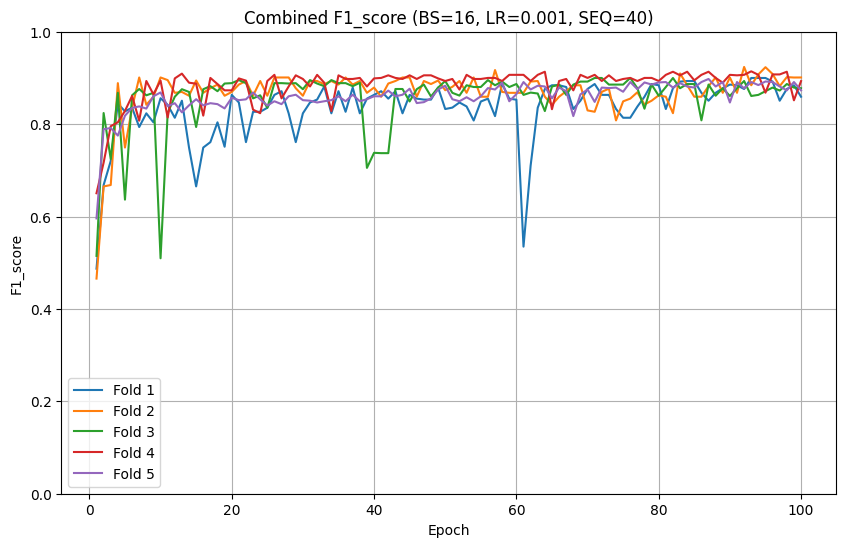 Combined F1_score (BS=16, LR=0.001, SEQ=40)
F1_score
1.0
0.8
0.6
0.4
0.2
0.0
Fold 1
Fold 2
Fold 3
Fold 4
Fold 5
0 20 40 60 80 100
Epoch